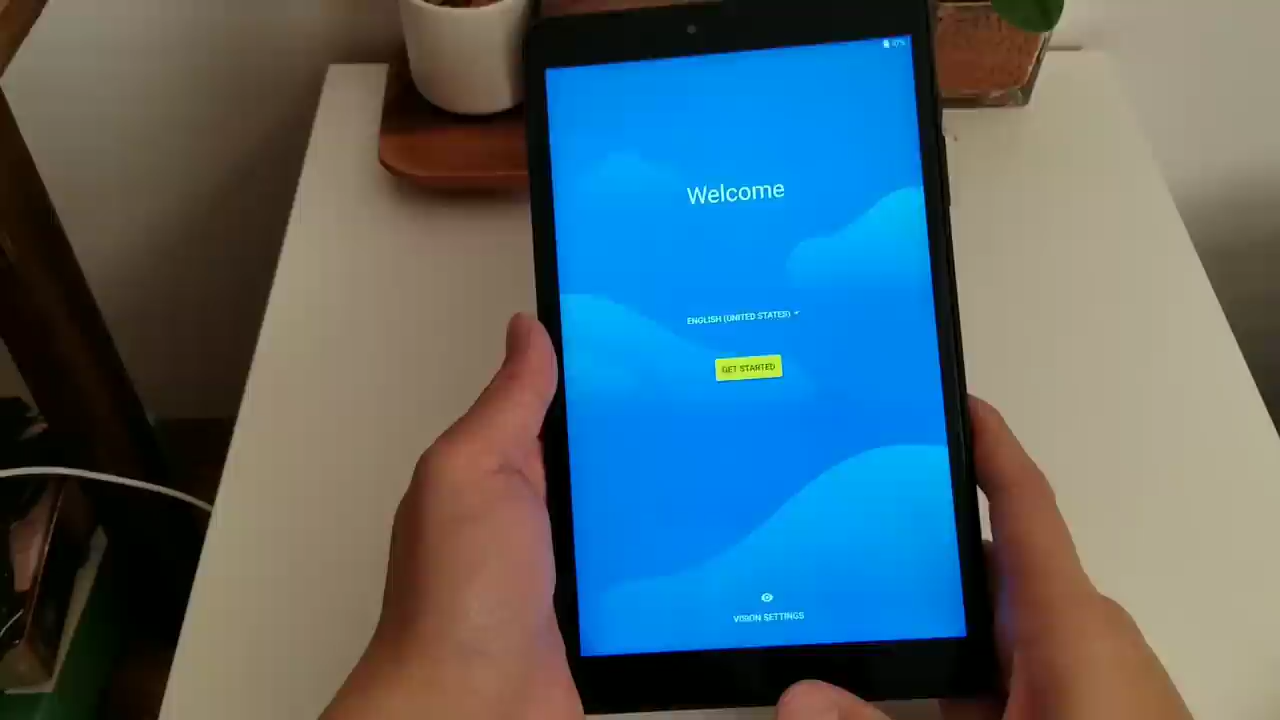 Welcome
ENGLISH (UNITED STATES)
GET STARTED
VISION SETTINGS